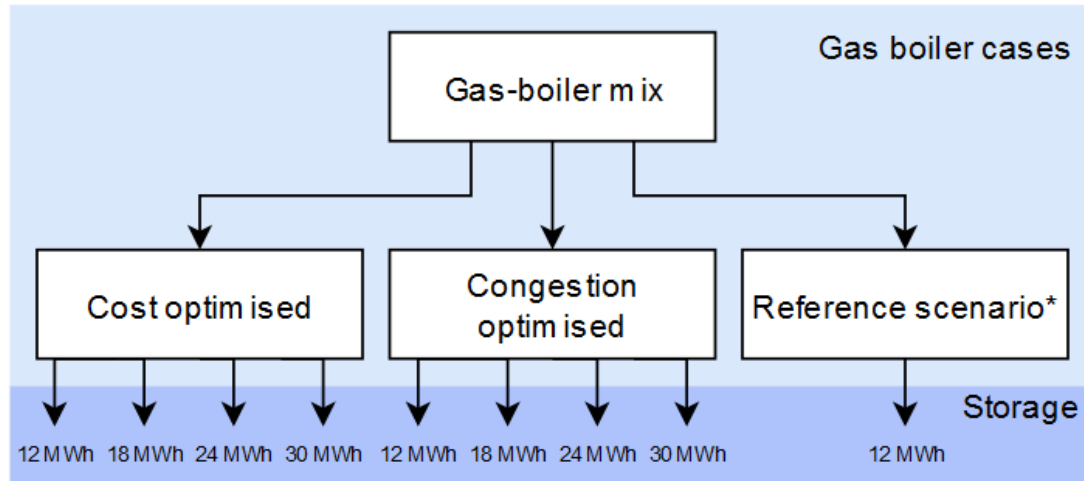 Gas boiler cases
Gas-boiler mix
Cost optimised
Congestion
optimised
Reference scenario*
Storage
12 MWh 18 MWh 24 MWh 30 MWh 12 MWh 18 MWh 24 MWh 30 MWh 12 MWh